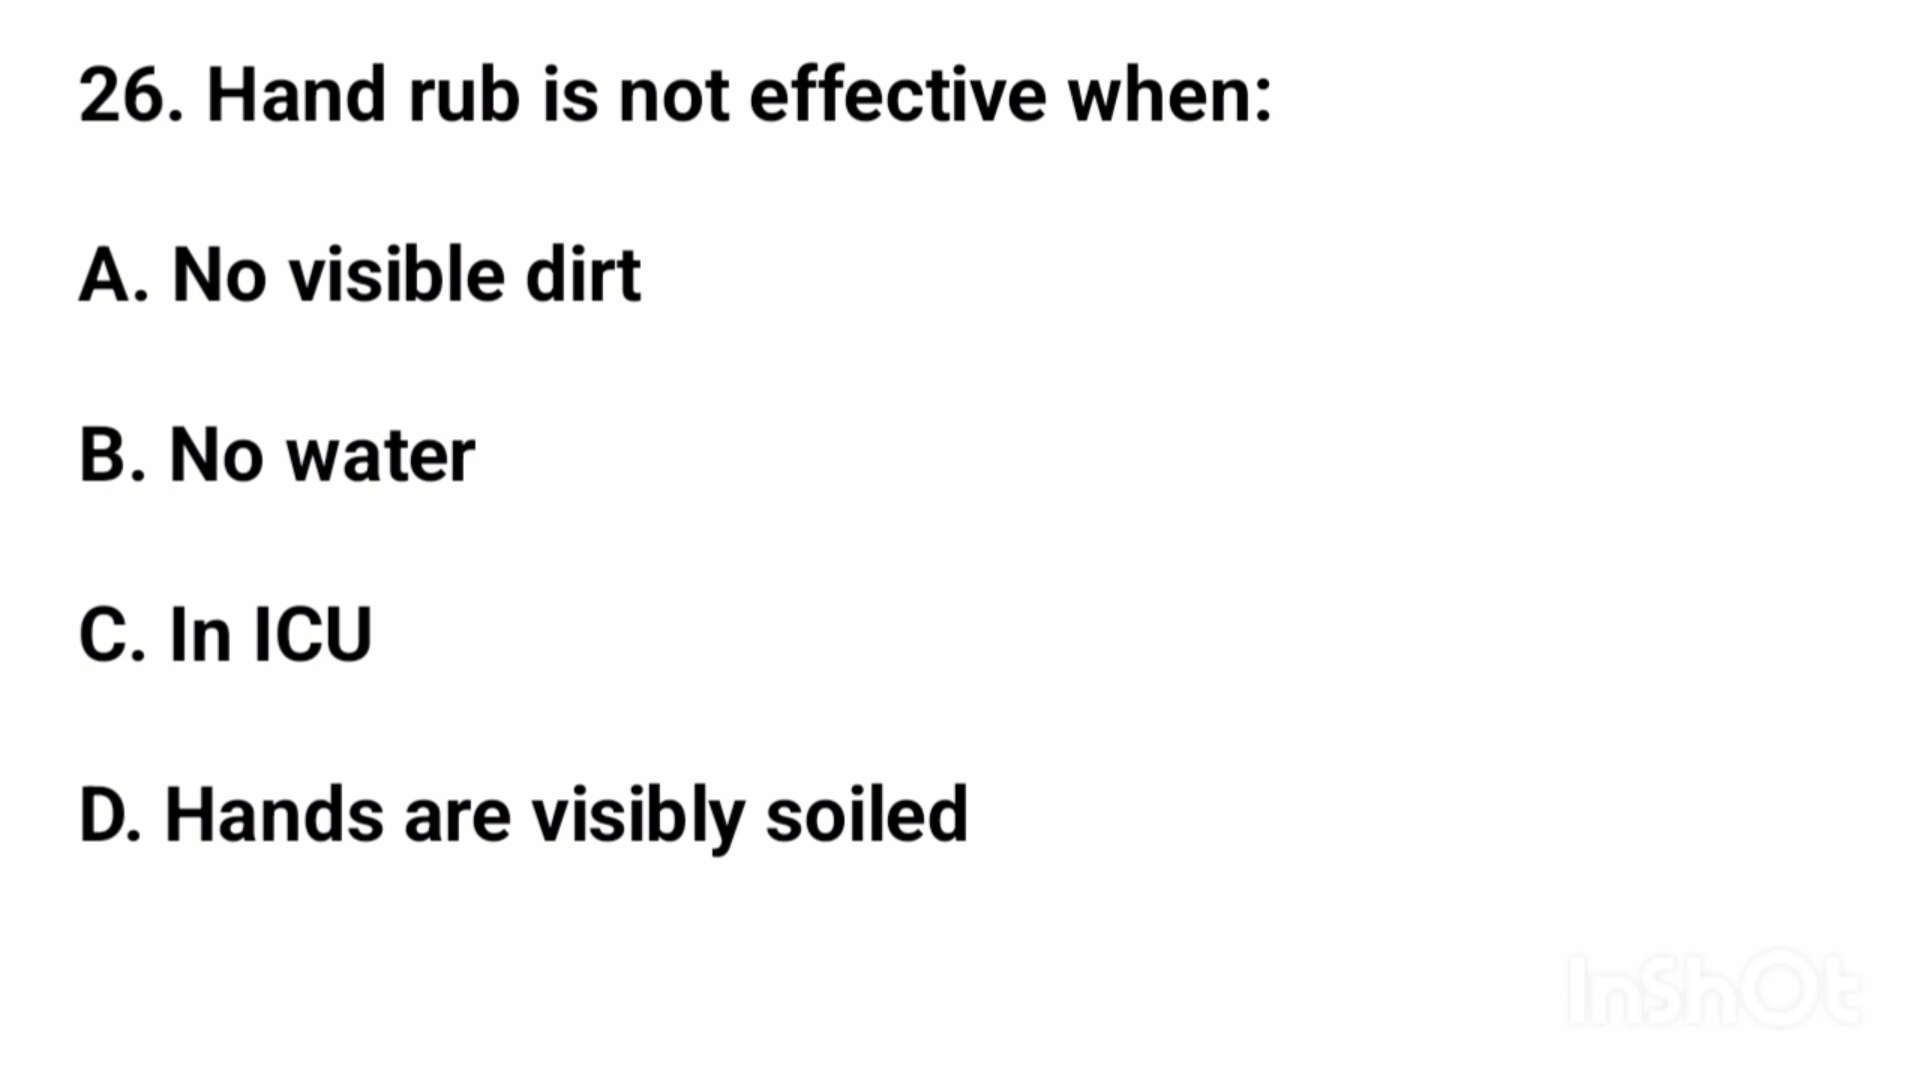 26. Hand rub is not effective when:
A. No visible dirt
B. No water
C. In ICU
D. Hands are visibly soiled
InShOt